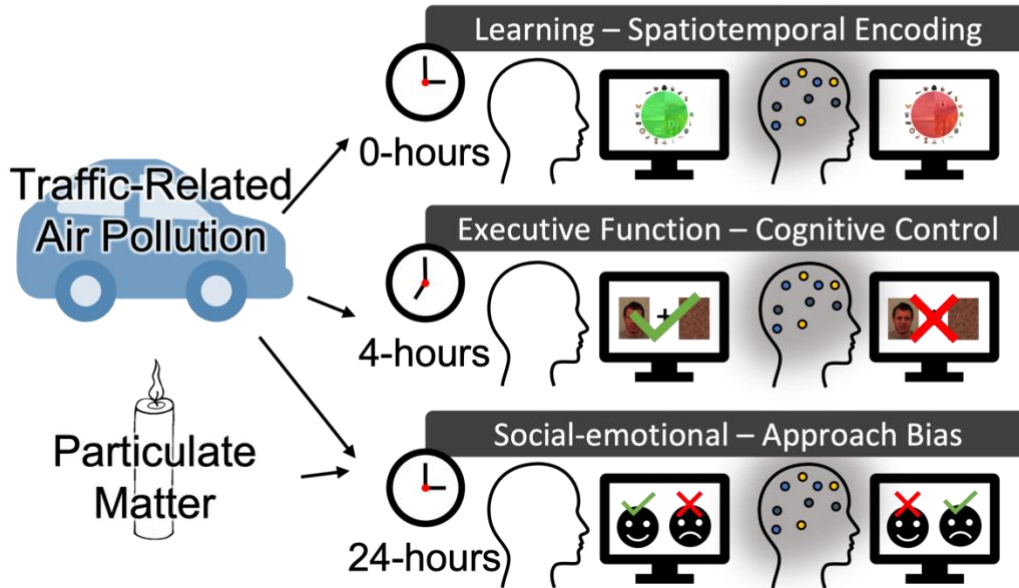 Learning – Spatiotemporal Encoding
0-hours
Traffic-Related
Air Pollution
Executive Function – Cognitive Control
4-hours
Social-emotional – Approach Bias
Particulate
Matter
24-hours